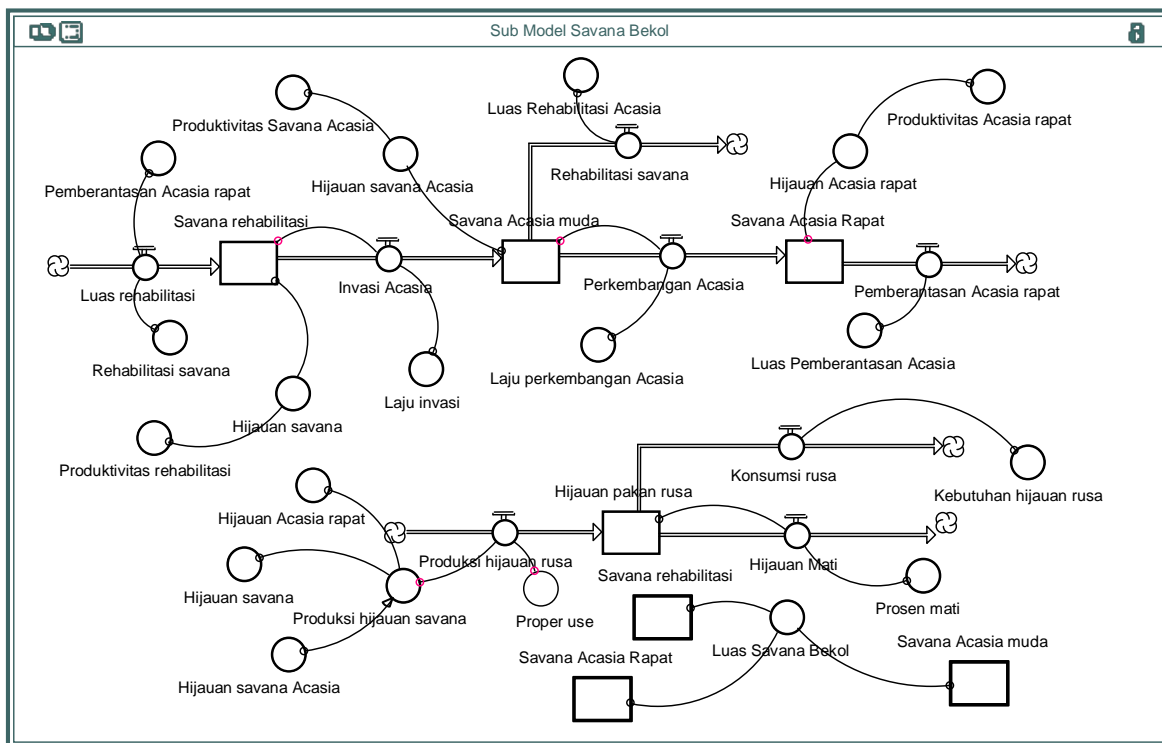 Sub Model Savana Bekol
Luas Rehabilitasi Acasia
Produktivitas Savana Acasia
Produktivitas Acasia rapat
Pemberantasan Acasia rapat
Hijauan savana Acasia
Rehabilitasi savana
Hijauan Acasia rapat
Savana rehabilitasi
Savana Acasia muda
Savana Acasia Rapat
Luas rehabilitasi
Invasi Acasia
Perkembangan Acasia
Pemberantasan Acasia rapat
Rehabilitasi savana
Laju invasi
Laju perkembangan Acasia
Luas Pemberantasan Acasia
Hijauan savana
Produktivitas rehabilitasi
Konsumsi rusa
Kebutuhan hijauan rusa
Hijauan pakan rusa
Hijauan Acasia rapat
Produksi hijauan rusa
Hijauan Mati
Hijauan savana
Produksi hijauan savana
Proper use
Savana rehabilitasi
Prosen mati
Hijauan savana Acasia
Savana Acasia Rapat
Luas Savana Bekol
Savana Acasia muda